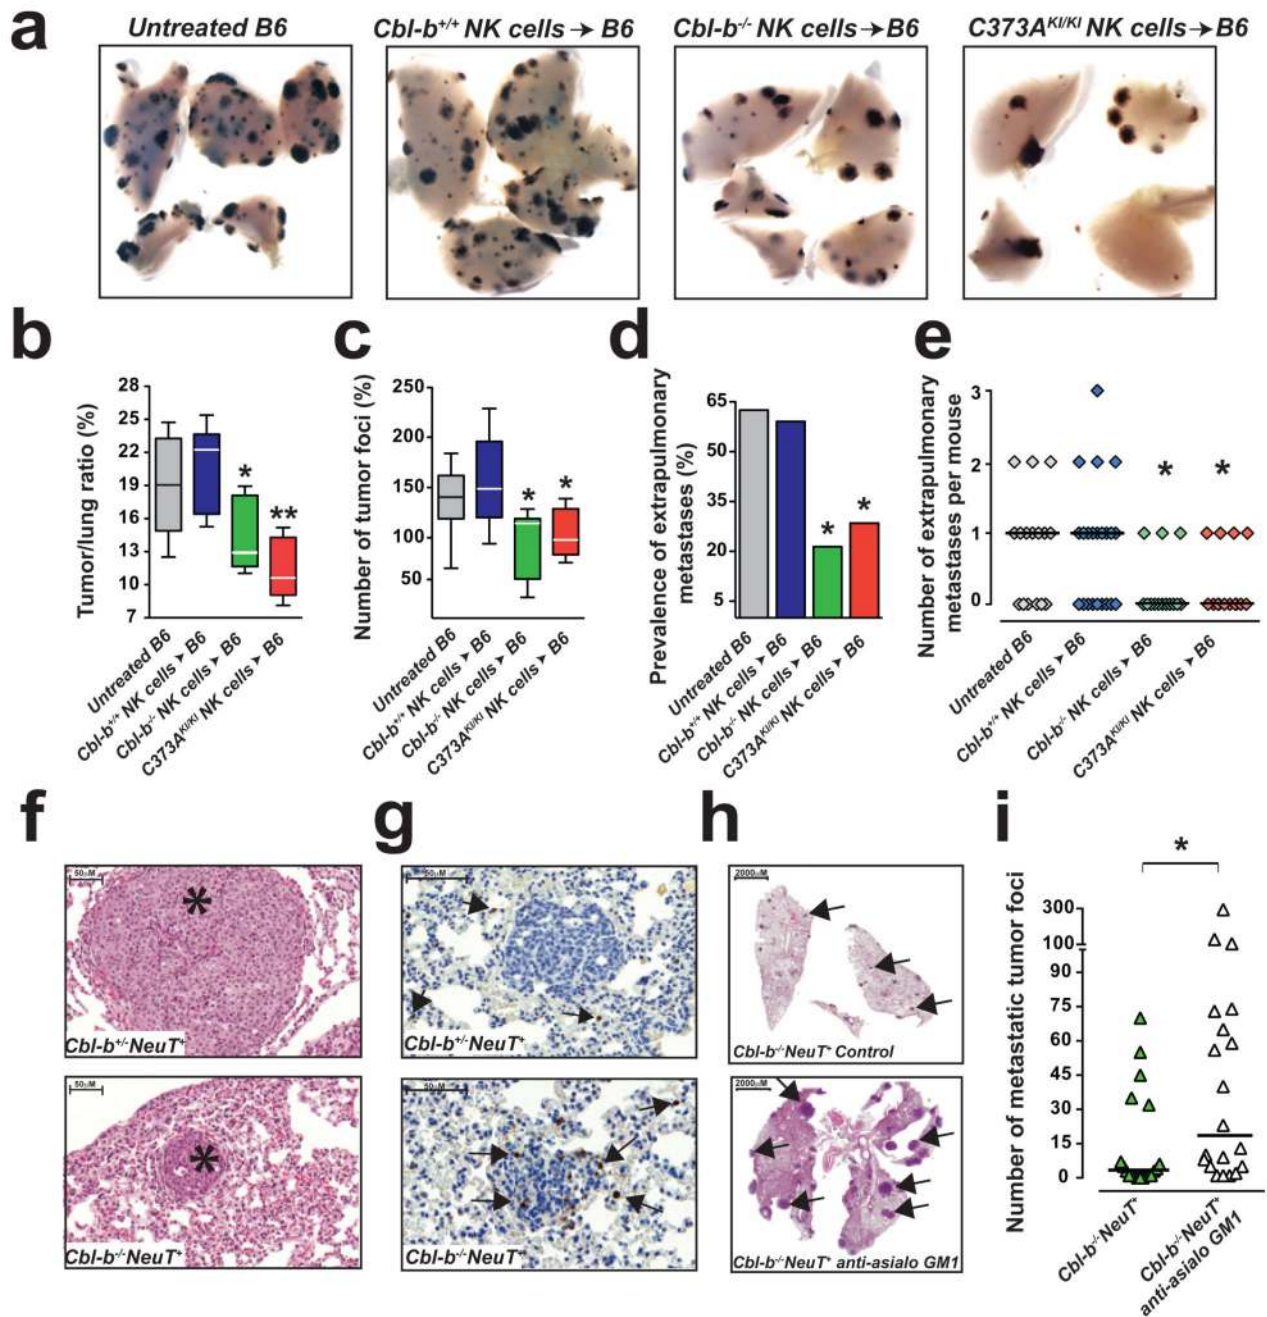 a
Untreated B6
Cbl-b+/+ NK cells → B6
Cbl-b-/- NK cells→B6
C373AKI/KI NK cells→B6
b
Tumor/lung ratio (%)
28
25
22
19
16
13
10
7
*
**
Untreated B6
Cbl-b+/+ NK cells ➤ B6
Cbl-b-/- NK cells ➤ B6
C373AKI/KI NK cells ➤ B6
c
Number of tumor foci (%)
250
200
150
100
50
*
*
Untreated B6
Cbl-b+/+ NK cells ➤ B6
Cbl-b-/- NK cells ➤ B6
C373AKI/KI NK cells ➤ B6
d
Prevalence of extrapulmonary
metastases (%)
65
50
35
20
5
*
*
Untreated B6
Cbl-b+/+ NK cells ➤ B6
Cbl-b-/- NK cells ➤ B6
C373AKI/KI NK cells ➤ B6
e
Number of extrapulmonary
metastases per mouse
3
2
1
0
*
*
Untreated B6
Cbl-b+/+ NK cells ➤ B6
Cbl-b-/- NK cells ➤ B6
C373AKI/KI NK cells ➤ B6
f
50µM
*
Cbl-b+/-NeuT+
50µM
*
Cbl-b-/-NeuT+
g
50µM
Cbl-b+/-NeuT+
50µM
Cbl-b-/-NeuT+
h
2000µM
Cbl-b-/-NeuT+ Control
2000µM
Cbl-b-/-NeuT+ anti-asialo GM1
i
Number of metastatic tumor foci
*
300
100
90
75
60
45
30
15
0
Cbl-b-/-NeuT+
Cbl-b-/-NeuT+
anti-asialo GM1